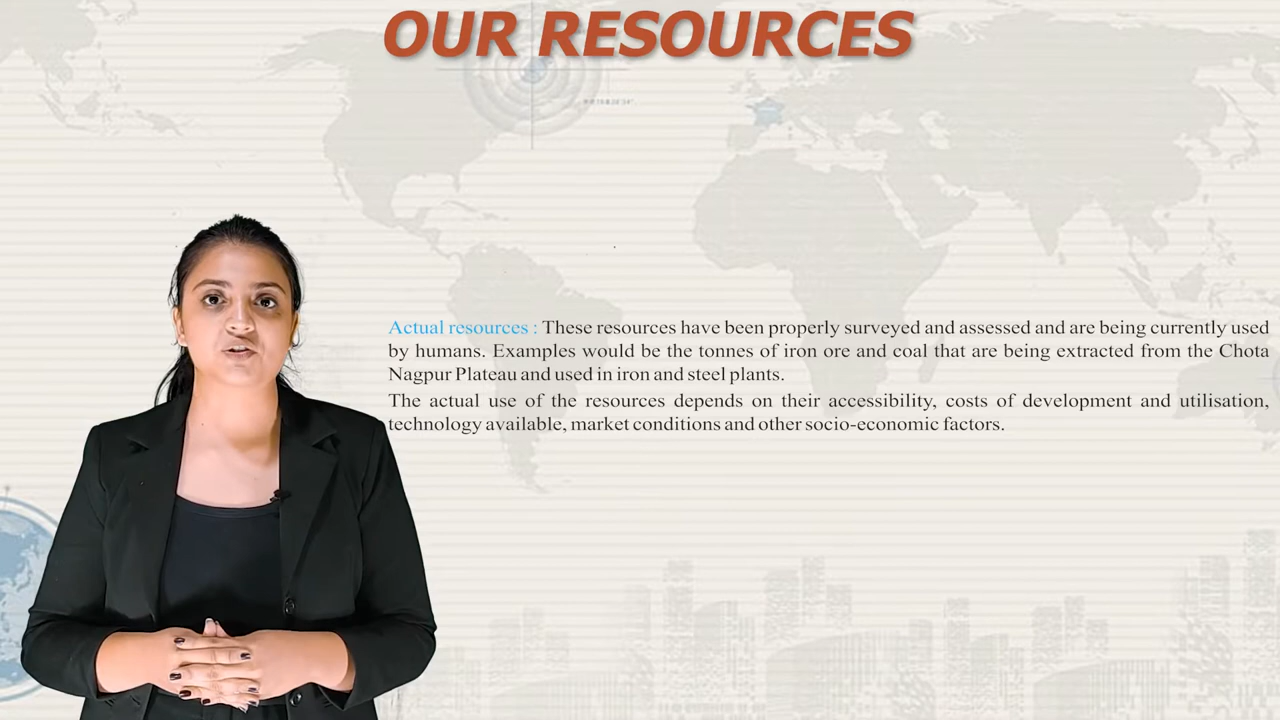 OUR RESOURCES
Actual resources : These resources have been properly surveyed and assessed and are being currently used
by humans. Examples would be the tonnes of iron ore and coal that are being extracted from the Chota
Nagpur Plateau and used in iron and steel plants.
The actual use of the resources depends on their accessibility, costs of development and utilisation,
technology available, market conditions and other socio-economic factors.